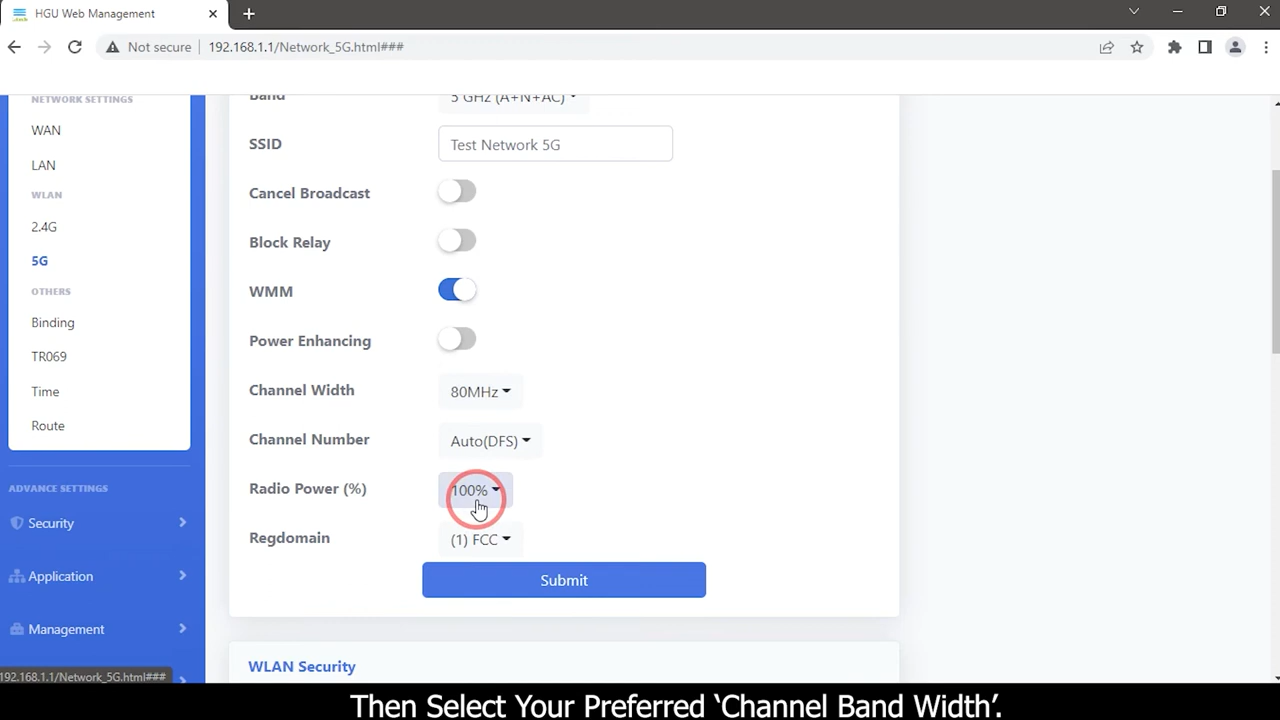 HGU Web Management
Not secure
192.168.1.1/Network_5G.html###
NETWORK SETTINGS
WAN
LAN
WLAN
2.4G
5G
OTHERS
Binding
TR069
Time
Route
ADVANCE SETTINGS
Security
Application
Management
192.168.1.1/Network_5G.html###
Band
5 GHz (A+N+AC)
SSID
Test Network 5G
Cancel Broadcast
Block Relay
WMM
Power Enhancing
Channel Width
80MHz
Channel Number
Auto(DFS)
Radio Power (%)
100%
Regdomain
(1) FCC
Submit
WLAN Security
Then Select Your Preferred ‘Channel Band Width’.